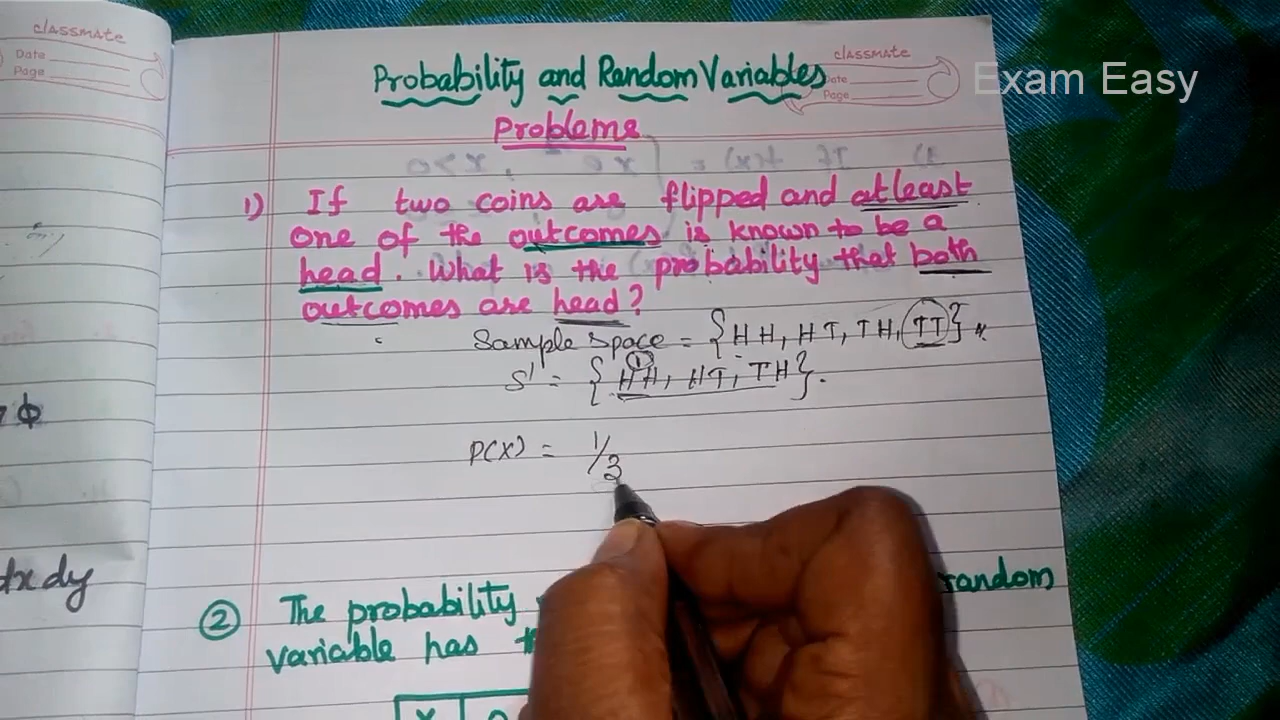 classmate
Date
Page
classmate
Date
Page
Exam Easy
Probability and Random Variables
Problems
1) If two coins are flipped and atleast
one of the outcomes is known to be a
head. What is the probability that both
outcomes are head?
Sample space = {HH, HT, TH, TT}
S' = {HH, HT, TH}.
P(X) = 1/3
ϕ
dx dy
② The probability random
variable has
X 0